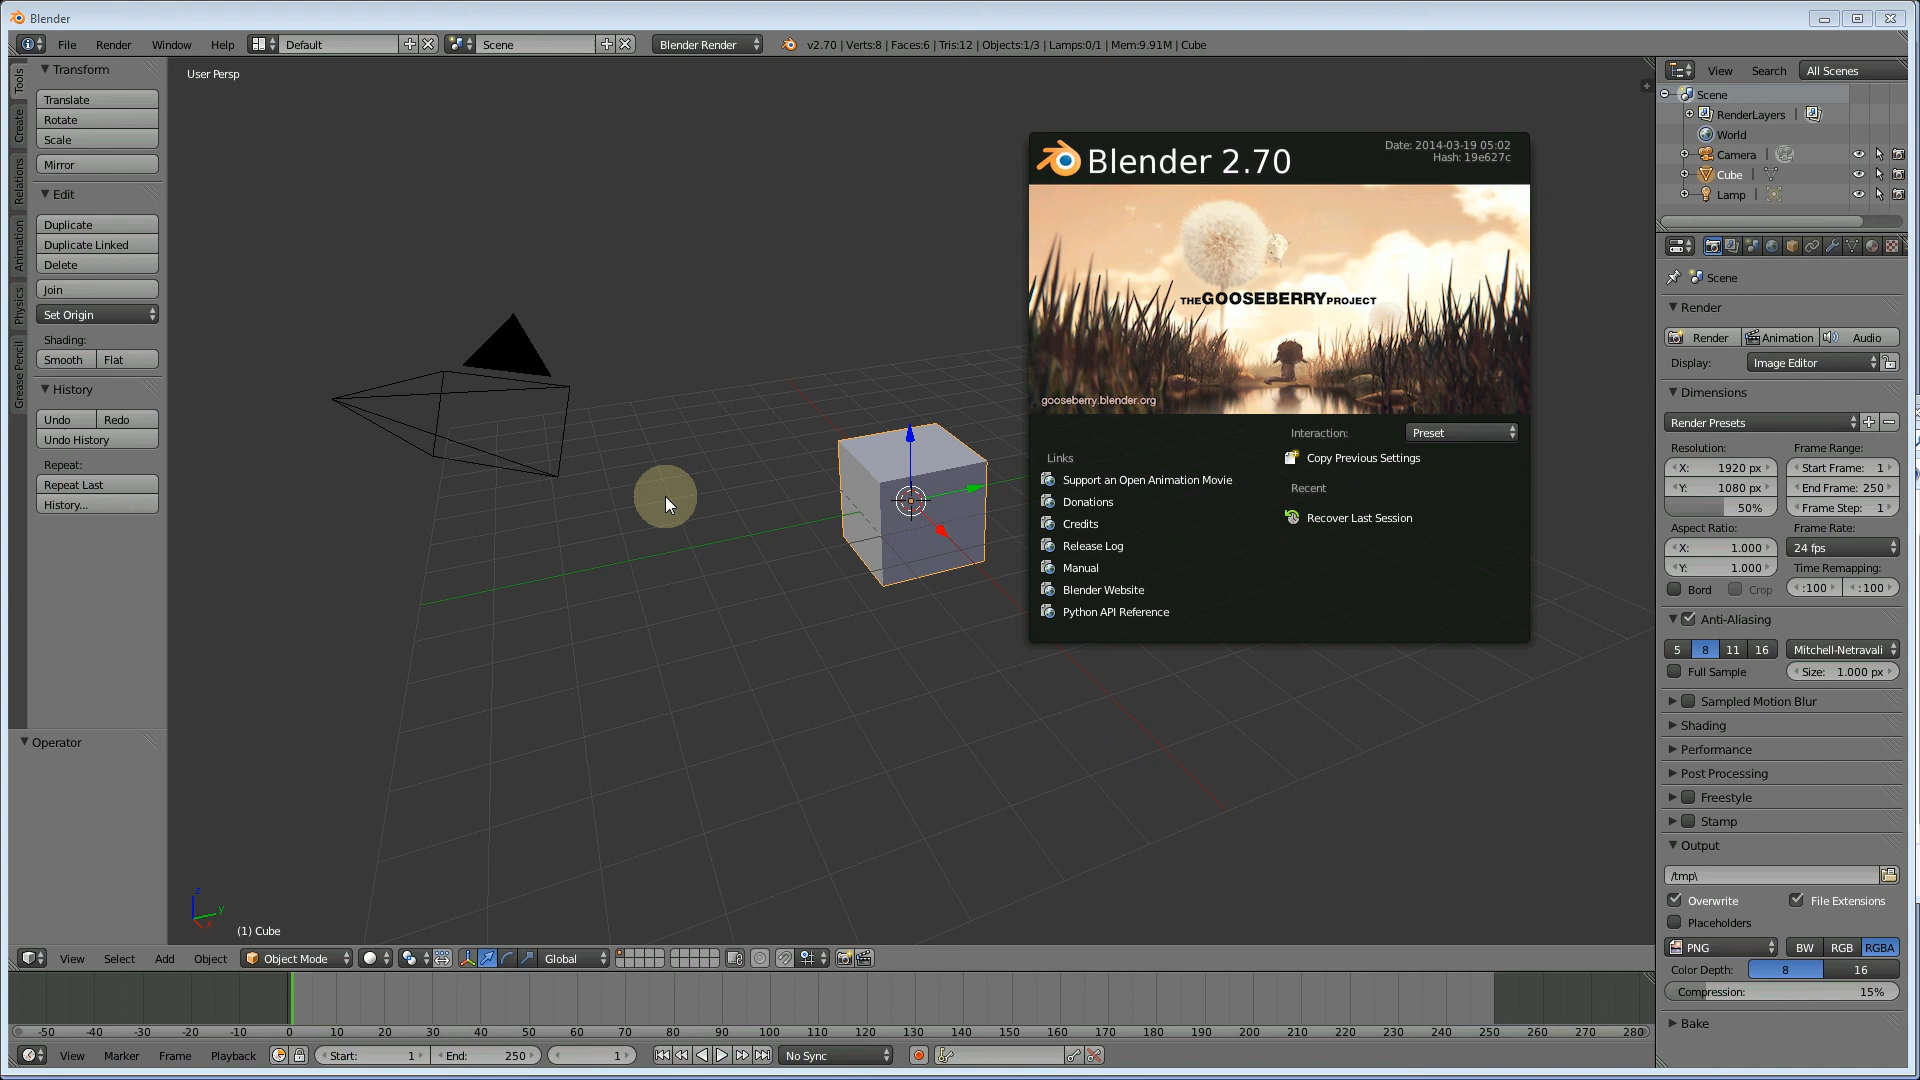 Blender
File Render Window Help Default Scene Blender Render v2.70 | Verts:8 | Faces:6 | Tris:12 | Objects:1/3 | Lamps:0/1 | Mem:9.91M | Cube
Tools
Create
Relations
Animation
Physics
Grease Pencil
Transform
Translate
Rotate
Scale
Mirror
Edit
Duplicate
Duplicate Linked
Delete
Join
Set Origin
Shading:
Smooth Flat
History
Undo Redo
Undo History
Repeat:
Repeat Last
History...
Operator
User Persp
Blender 2.70
Date: 2014-03-19 05:02
Hash: 19e627c
THEGOOSEBERRYPROJECT
gooseberry.blender.org
Links
Support an Open Animation Movie
Donations
Credits
Release Log
Manual
Blender Website
Python API Reference
Interaction: Preset
Copy Previous Settings
Recent
Recover Last Session
z
y
x
(1) Cube
View Select Add Object Object Mode Global
-50 -40 -30 -20 -10 0 10 20 30 40 50 60 70 80 90 100 110 120 130 140 150 160 170 180 190 200 210 220 230 240 250 260 270 280
View Marker Frame Playback Start: 1 End: 250 1 No Sync
View Search All Scenes
Scene
RenderLayers
World
Camera
Cube
Lamp
Scene
Render
Render Animation Audio
Display: Image Editor
Dimensions
Render Presets
Resolution: Frame Range:
X: 1920 px Start Frame: 1
Y: 1080 px End Frame: 250
50% Frame Step: 1
Aspect Ratio: Frame Rate:
X: 1.000 24 fps
Y: 1.000 Time Remapping:
Bord Crop :100 :100
Anti-Aliasing
5 8 11 16 Mitchell-Netravali
Full Sample Size: 1.000 px
Sampled Motion Blur
Shading
Performance
Post Processing
Freestyle
Stamp
Output
/tmp\
Overwrite File Extensions
Placeholders
PNG BW RGB RGBA
Color Depth: 8 16
Compression: 15%
Bake